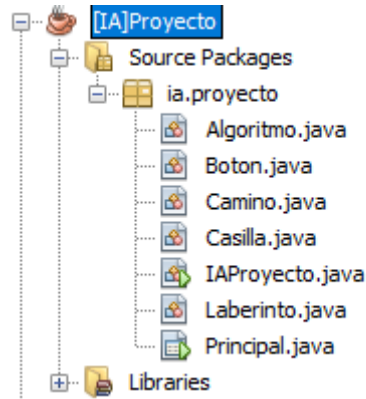 [IA]Proyecto
Source Packages
ia.proyecto
Algoritmo.java
Boton.java
Camino.java
Casilla.java
IAProyecto.java
Laberinto.java
Principal.java
Libraries